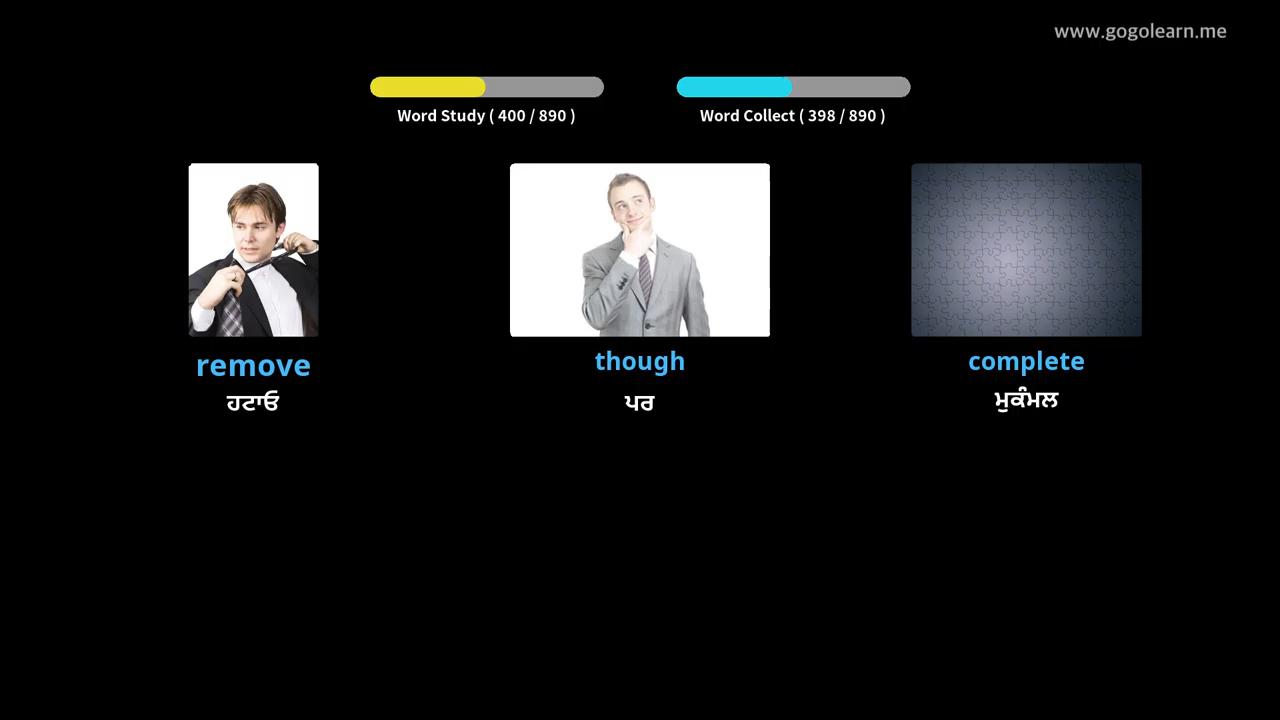 www.gogolearn.me
Word Study ( 400 / 890 )
Word Collect ( 398 / 890 )
remove
though
complete
ਹਟਾਓ
ਪਰ
ਮੁਕੰਮਲ